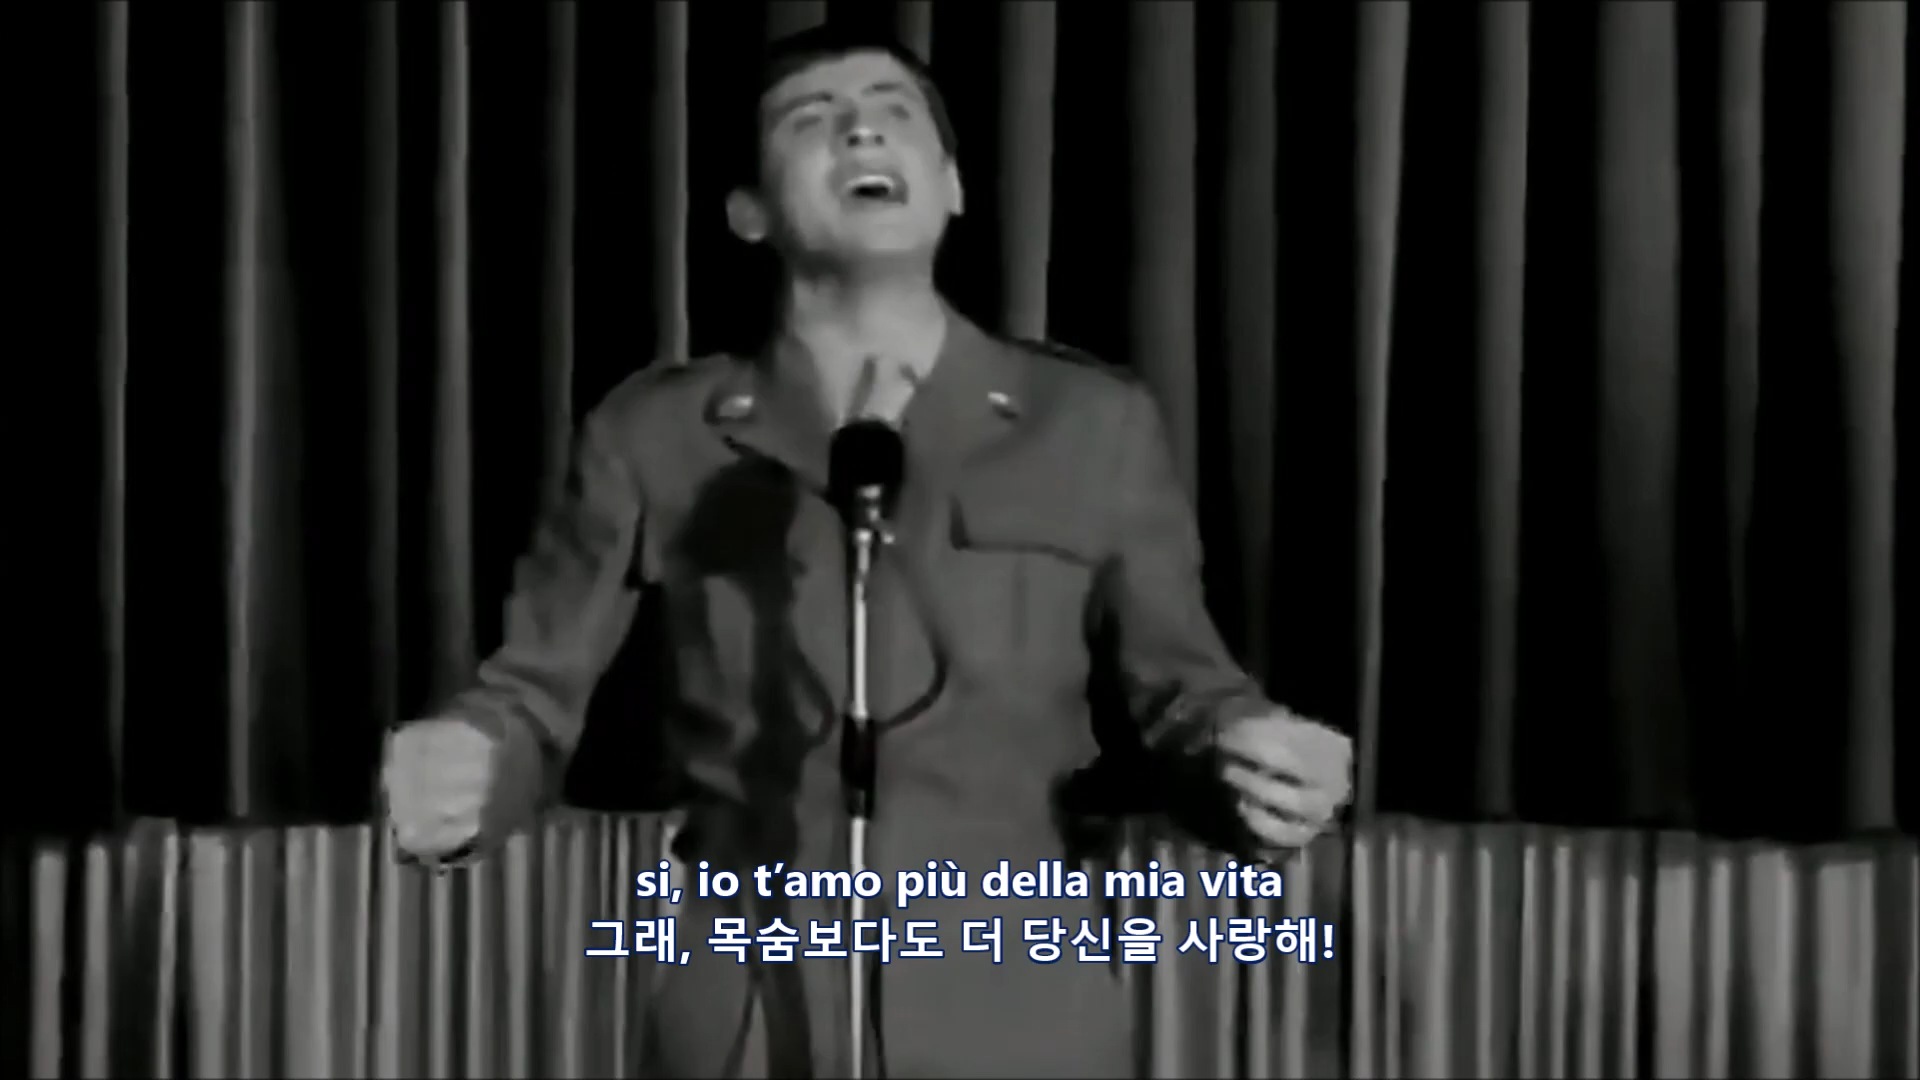 si, io t’amo più della mia vita
그래, 목숨보다도 더 당신을 사랑해!